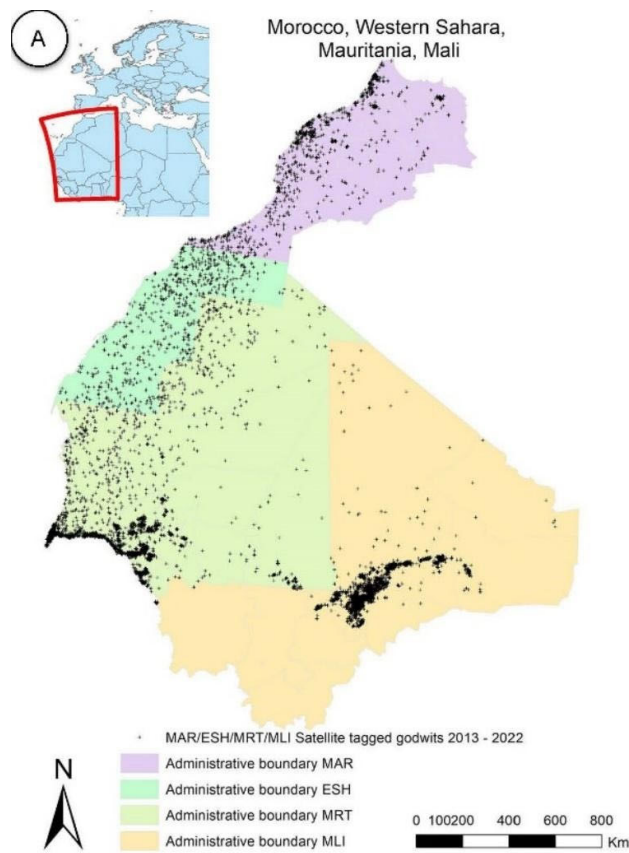 A
Morocco, Western Sahara,
Mauritania, Mali
MAR/ESH/MRT/MLI Satellite tagged godwits 2013 - 2022
Administrative boundary MAR
Administrative boundary ESH
Administrative boundary MRT
Administrative boundary MLI
N
0 100200 400 600 800
Km